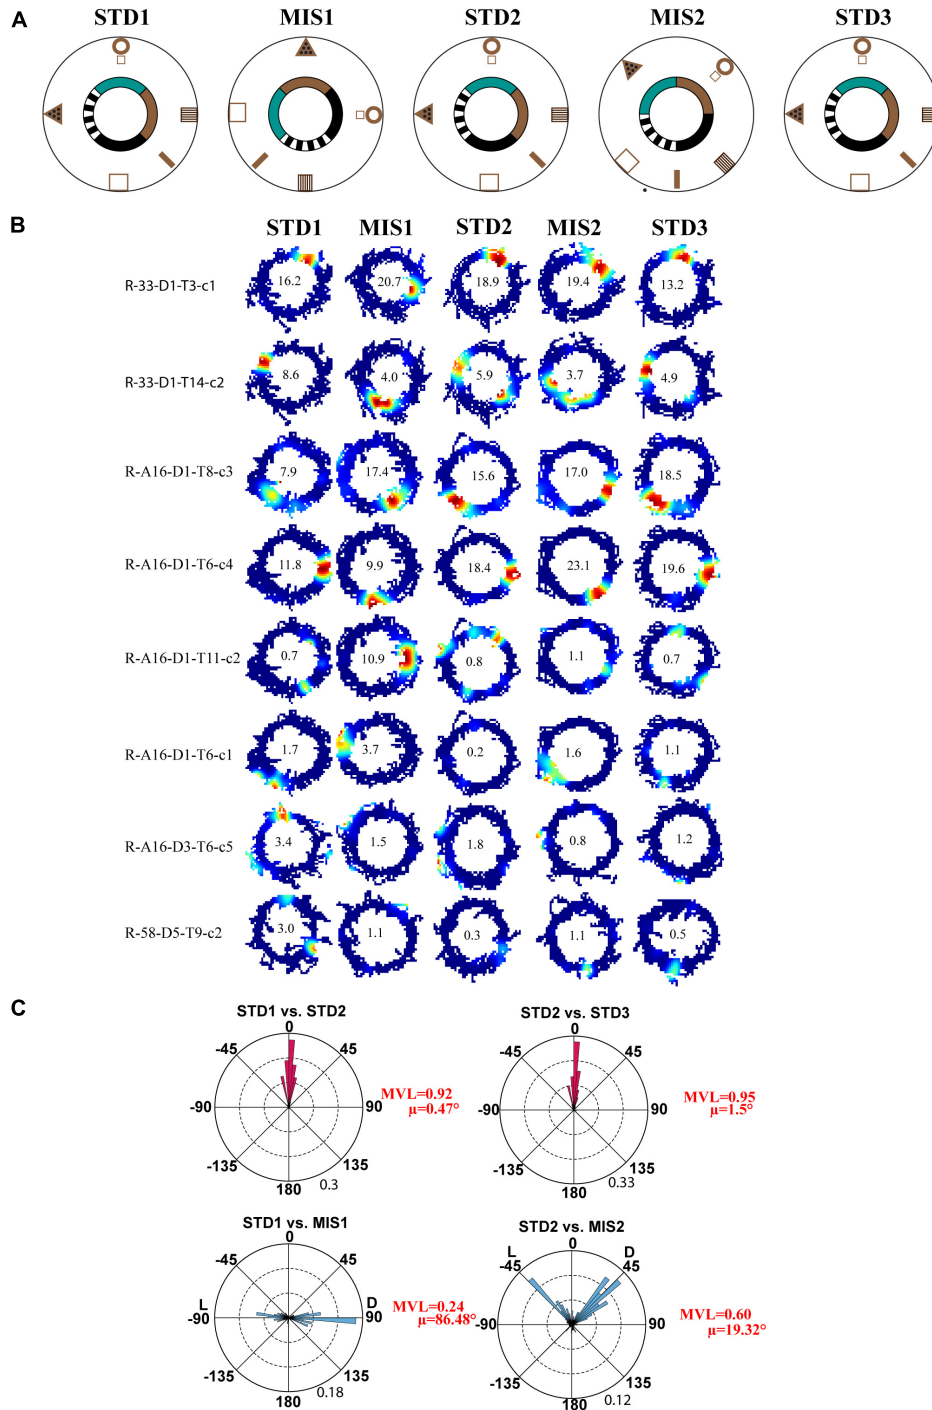 A
STD1 MIS1 STD2 MIS2 STD3
B
STD1 MIS1 STD2 MIS2 STD3
R-33-D1-T3-c1 16.2 20.7 18.9 19.4 13.2
R-33-D1-T14-c2 8.6 4.0 5.9 3.7 4.9
R-A16-D1-T8-c3 7.9 17.4 15.6 17.0 18.5
R-A16-D1-T6-c4 11.8 9.9 18.4 23.1 19.6
R-A16-D1-T11-c2 0.7 10.9 0.8 1.1 0.7
R-A16-D1-T6-c1 1.7 3.7 0.2 1.6 1.1
R-A16-D3-T6-c5 3.4 1.5 1.8 0.8 1.2
R-58-D5-T9-c2 3.0 1.1 0.3 1.1 0.5
C
STD1 vs. STD2
0
-45 45
-90 90
-135 135
180
0.3
MVL=0.92
μ=0.47°
STD2 vs. STD3
0
-45 45
-90 90
-135 135
180
0.33
MVL=0.95
μ=1.5°
STD1 vs. MIS1
0
-45 45
L D
-90 90
-135 135
180
0.18
MVL=0.24
μ=86.48°
STD2 vs. MIS2
0
L D
-45 45
-90 90
-135 135
180
0.12
MVL=0.60
μ=19.32°